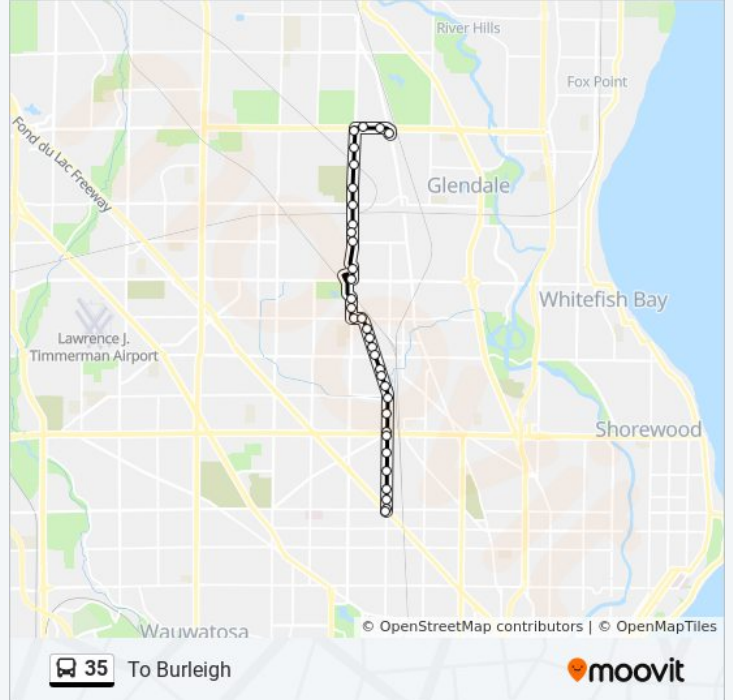 River Hills
Fox Point
Fond du Lac Freeway
Glendale
Whitefish Bay
Lawrence J.
Timmerman Airport
Shorewood
Wauwatosa
© OpenStreetMap contributors | © OpenMapTiles
35 To Burleigh
moovit